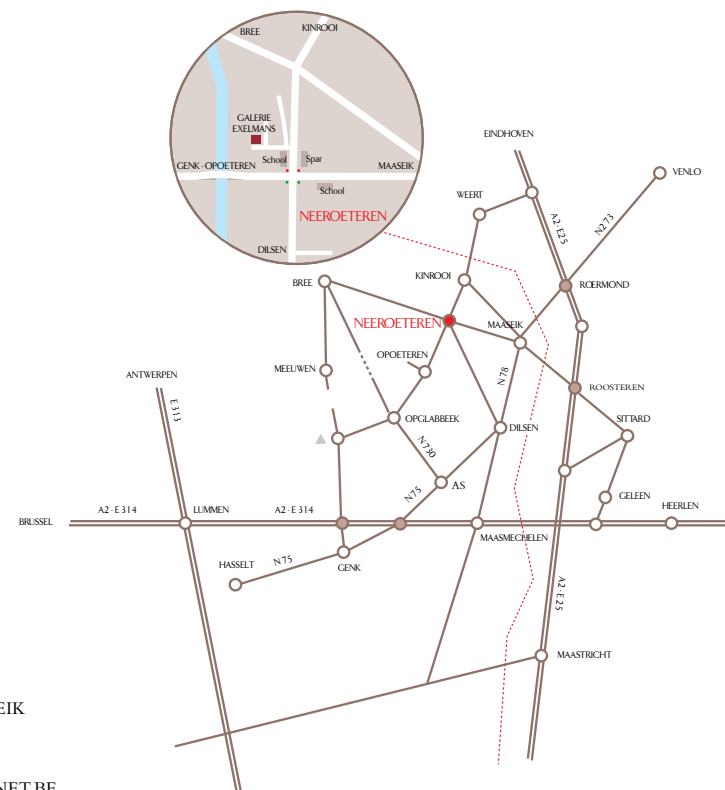 BREE
KINROOI
GALERIE
EXELMANS
GENK - OPOETEREN
School
Spar
MAASEIK
School
NEEROETEREN
DILSEN
EINDHOVEN
VENLO
WEERT
A2-E25
N273
KINROOI
ROERMOND
BREE
NEEROETEREN
MAASEIK
OPOETEREN
MEEUWEN
N78
ANTWERPEN
ROOSTEREN
E313
OPGLABBEEK
SITTARD
DILSEN
N730
AS
N75
GELEEN
HEERLEN
BRUSSEL
A2 - E 314
LUMMEN
A2 - E 314
MAASMECHELEN
HASSELT
N75
GENK
A2-E25
MAASTRICHT
EIK
NET.BE